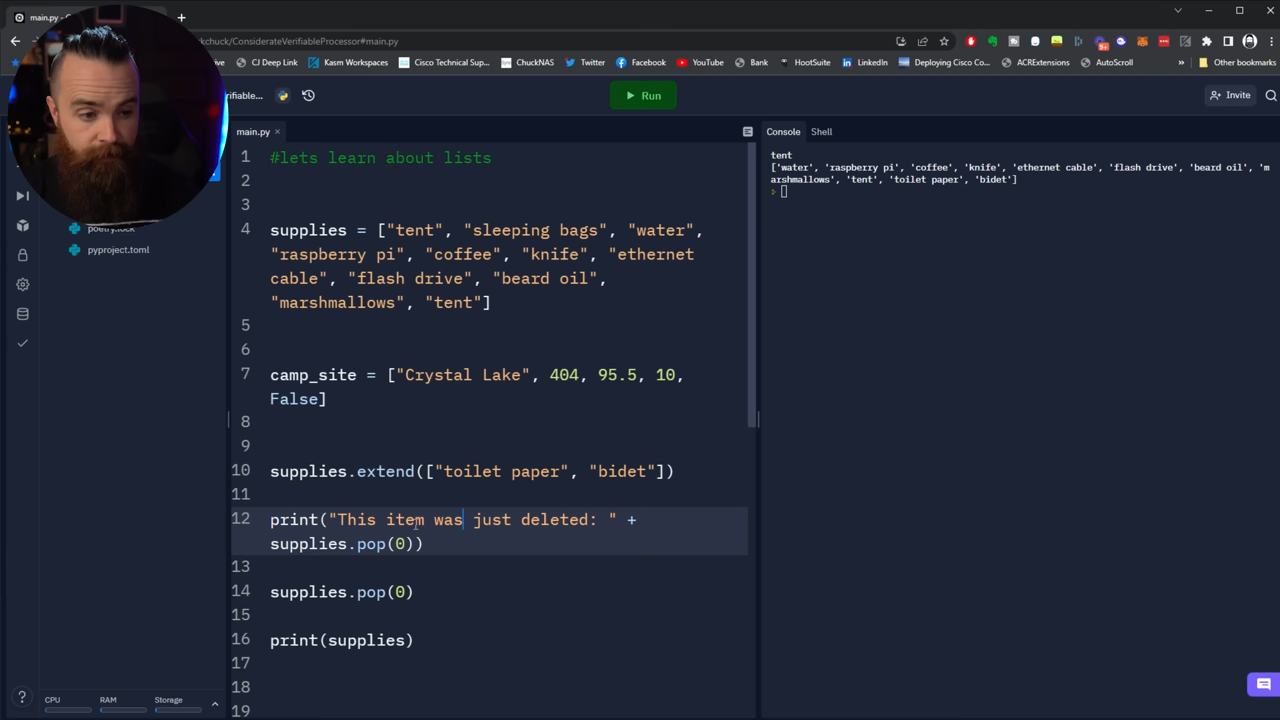 main.py
ckchuck/ConsiderateVerifiableProcessor#main.py
CJ Deep Link
Kasm Workspaces
Cisco Technical Sup...
ChuckNAS
Twitter
Facebook
YouTube
Bank
HotSuite
LinkedIn
Deploying Cisco Co...
ACRExtensions
AutoScroll
»
Other bookmarks
Run
Invite
main.py
Console
Shell
poetry.lock
pyproject.toml
1 #lets learn about lists
2
3
4 supplies = ["tent", "sleeping bags", "water",
"raspberry pi", "coffee", "knife", "ethernet
cable", "flash drive", "beard oil",
"marshmallows", "tent"]
5
6
7 camp_site = ["Crystal Lake", 404, 95.5, 10,
False]
8
9
10 supplies.extend(["toilet paper", "bidet"])
11
12 print("This item was just deleted: " +
supplies.pop(0))
13
14 supplies.pop(0)
15
16 print(supplies)
17
18
19
tent
['water', 'raspberry pi', 'coffee', 'knife', 'ethernet cable', 'flash drive', 'beard oil', 'm
arshmallows', 'tent', 'toilet paper', 'bidet']
>
?
CPU
RAM
Storage